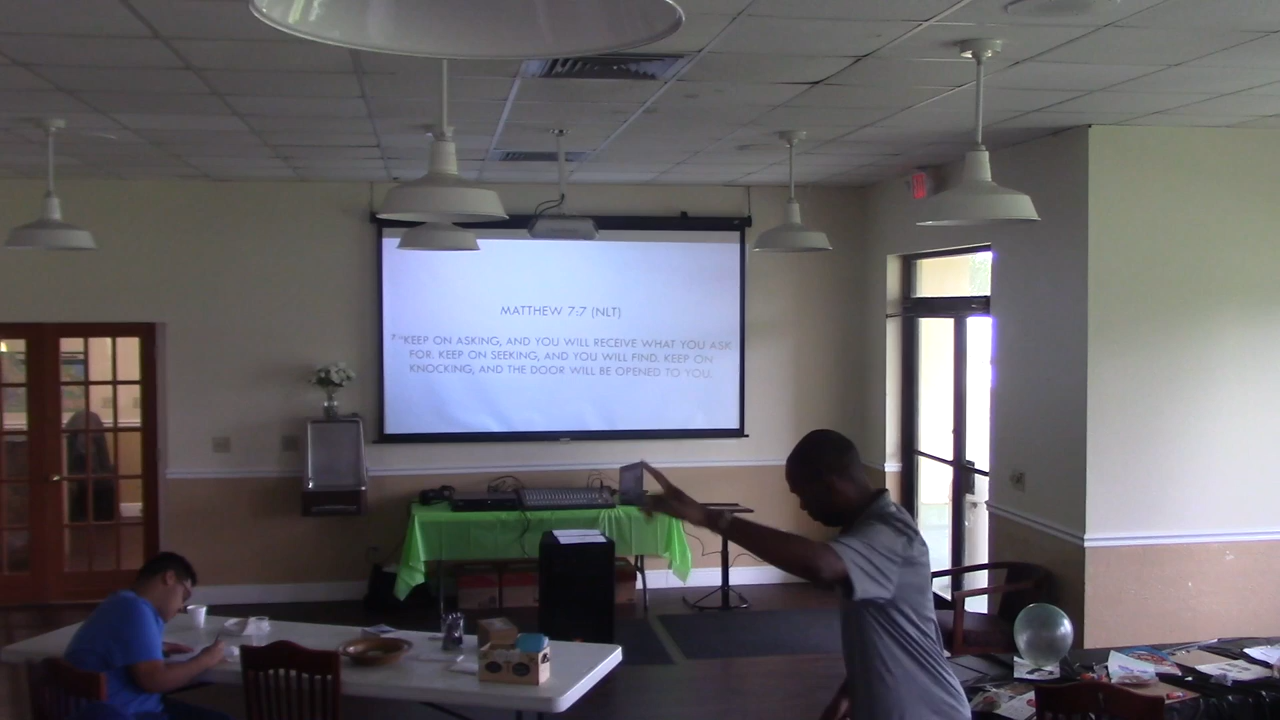 MATTHEW 7:7 (NLT)
7 "KEEP ON ASKING, AND YOU WILL RECEIVE WHAT YOU ASK
FOR. KEEP ON SEEKING, AND YOU WILL FIND. KEEP ON
KNOCKING, AND THE DOOR WILL BE OPENED TO YOU.